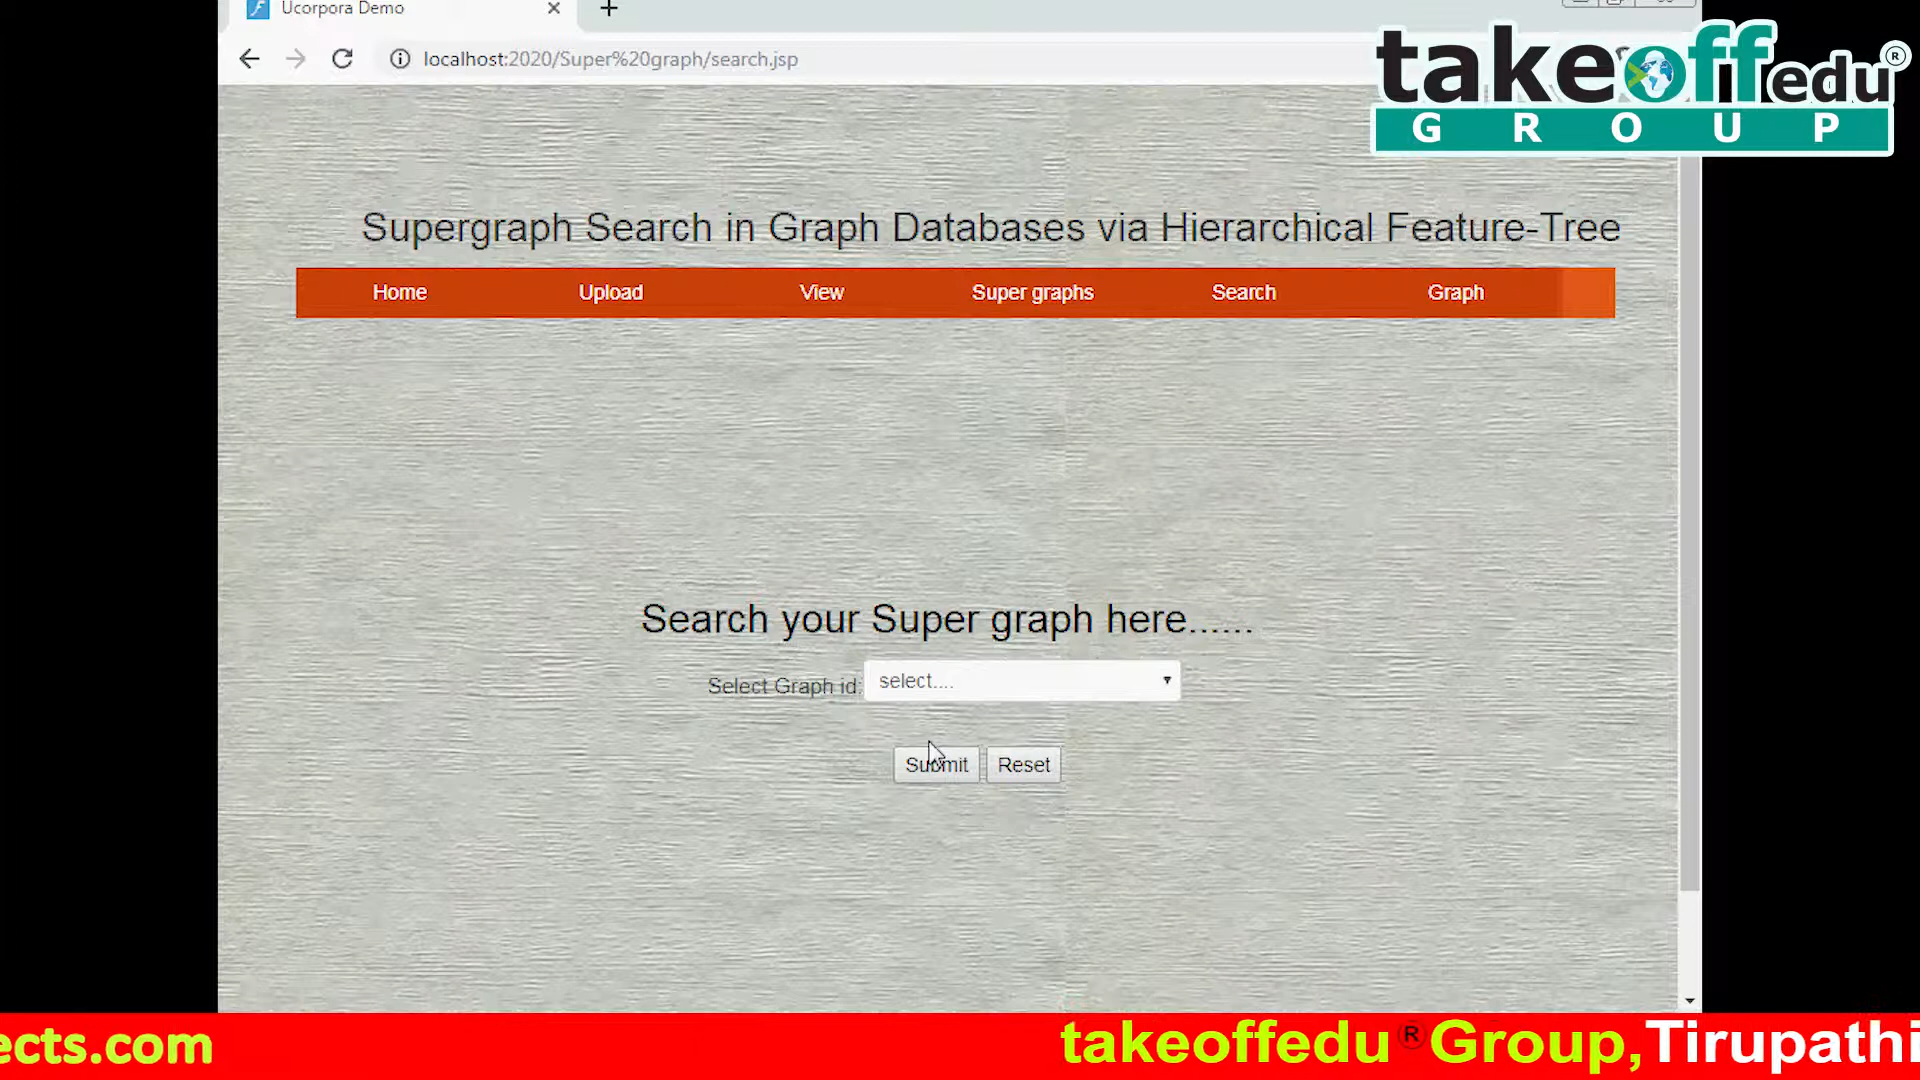 Ucorpora Demo
localhost:2020/Super%20graph/search.jsp
takeoffedu®
GROUP
Supergraph Search in Graph Databases via Hierarchical Feature-Tree
Home Upload View Super graphs Search Graph
Search your Super graph here......
Select Graph id: select....
Submit Reset
ects.com takeoffedu® Group, Tirupathi